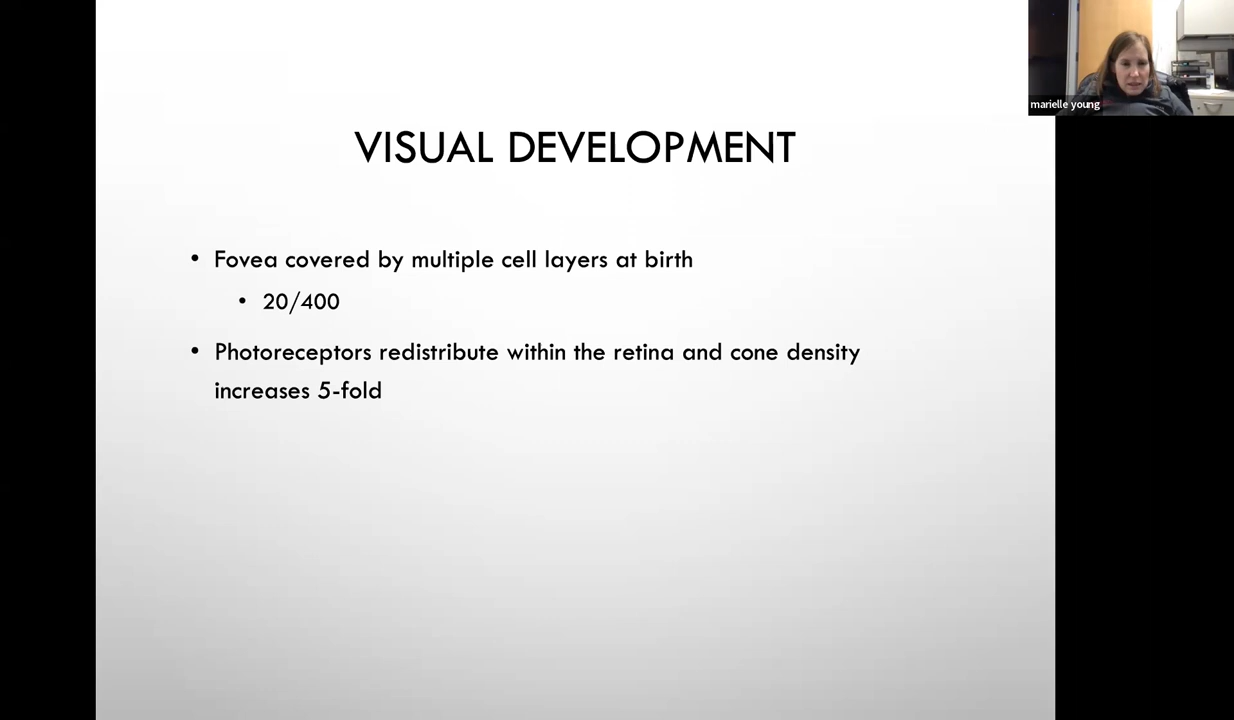 marielle young
VISUAL DEVELOPMENT
• Fovea covered by multiple cell layers at birth
• 20/400
• Photoreceptors redistribute within the retina and cone density
increases 5-fold